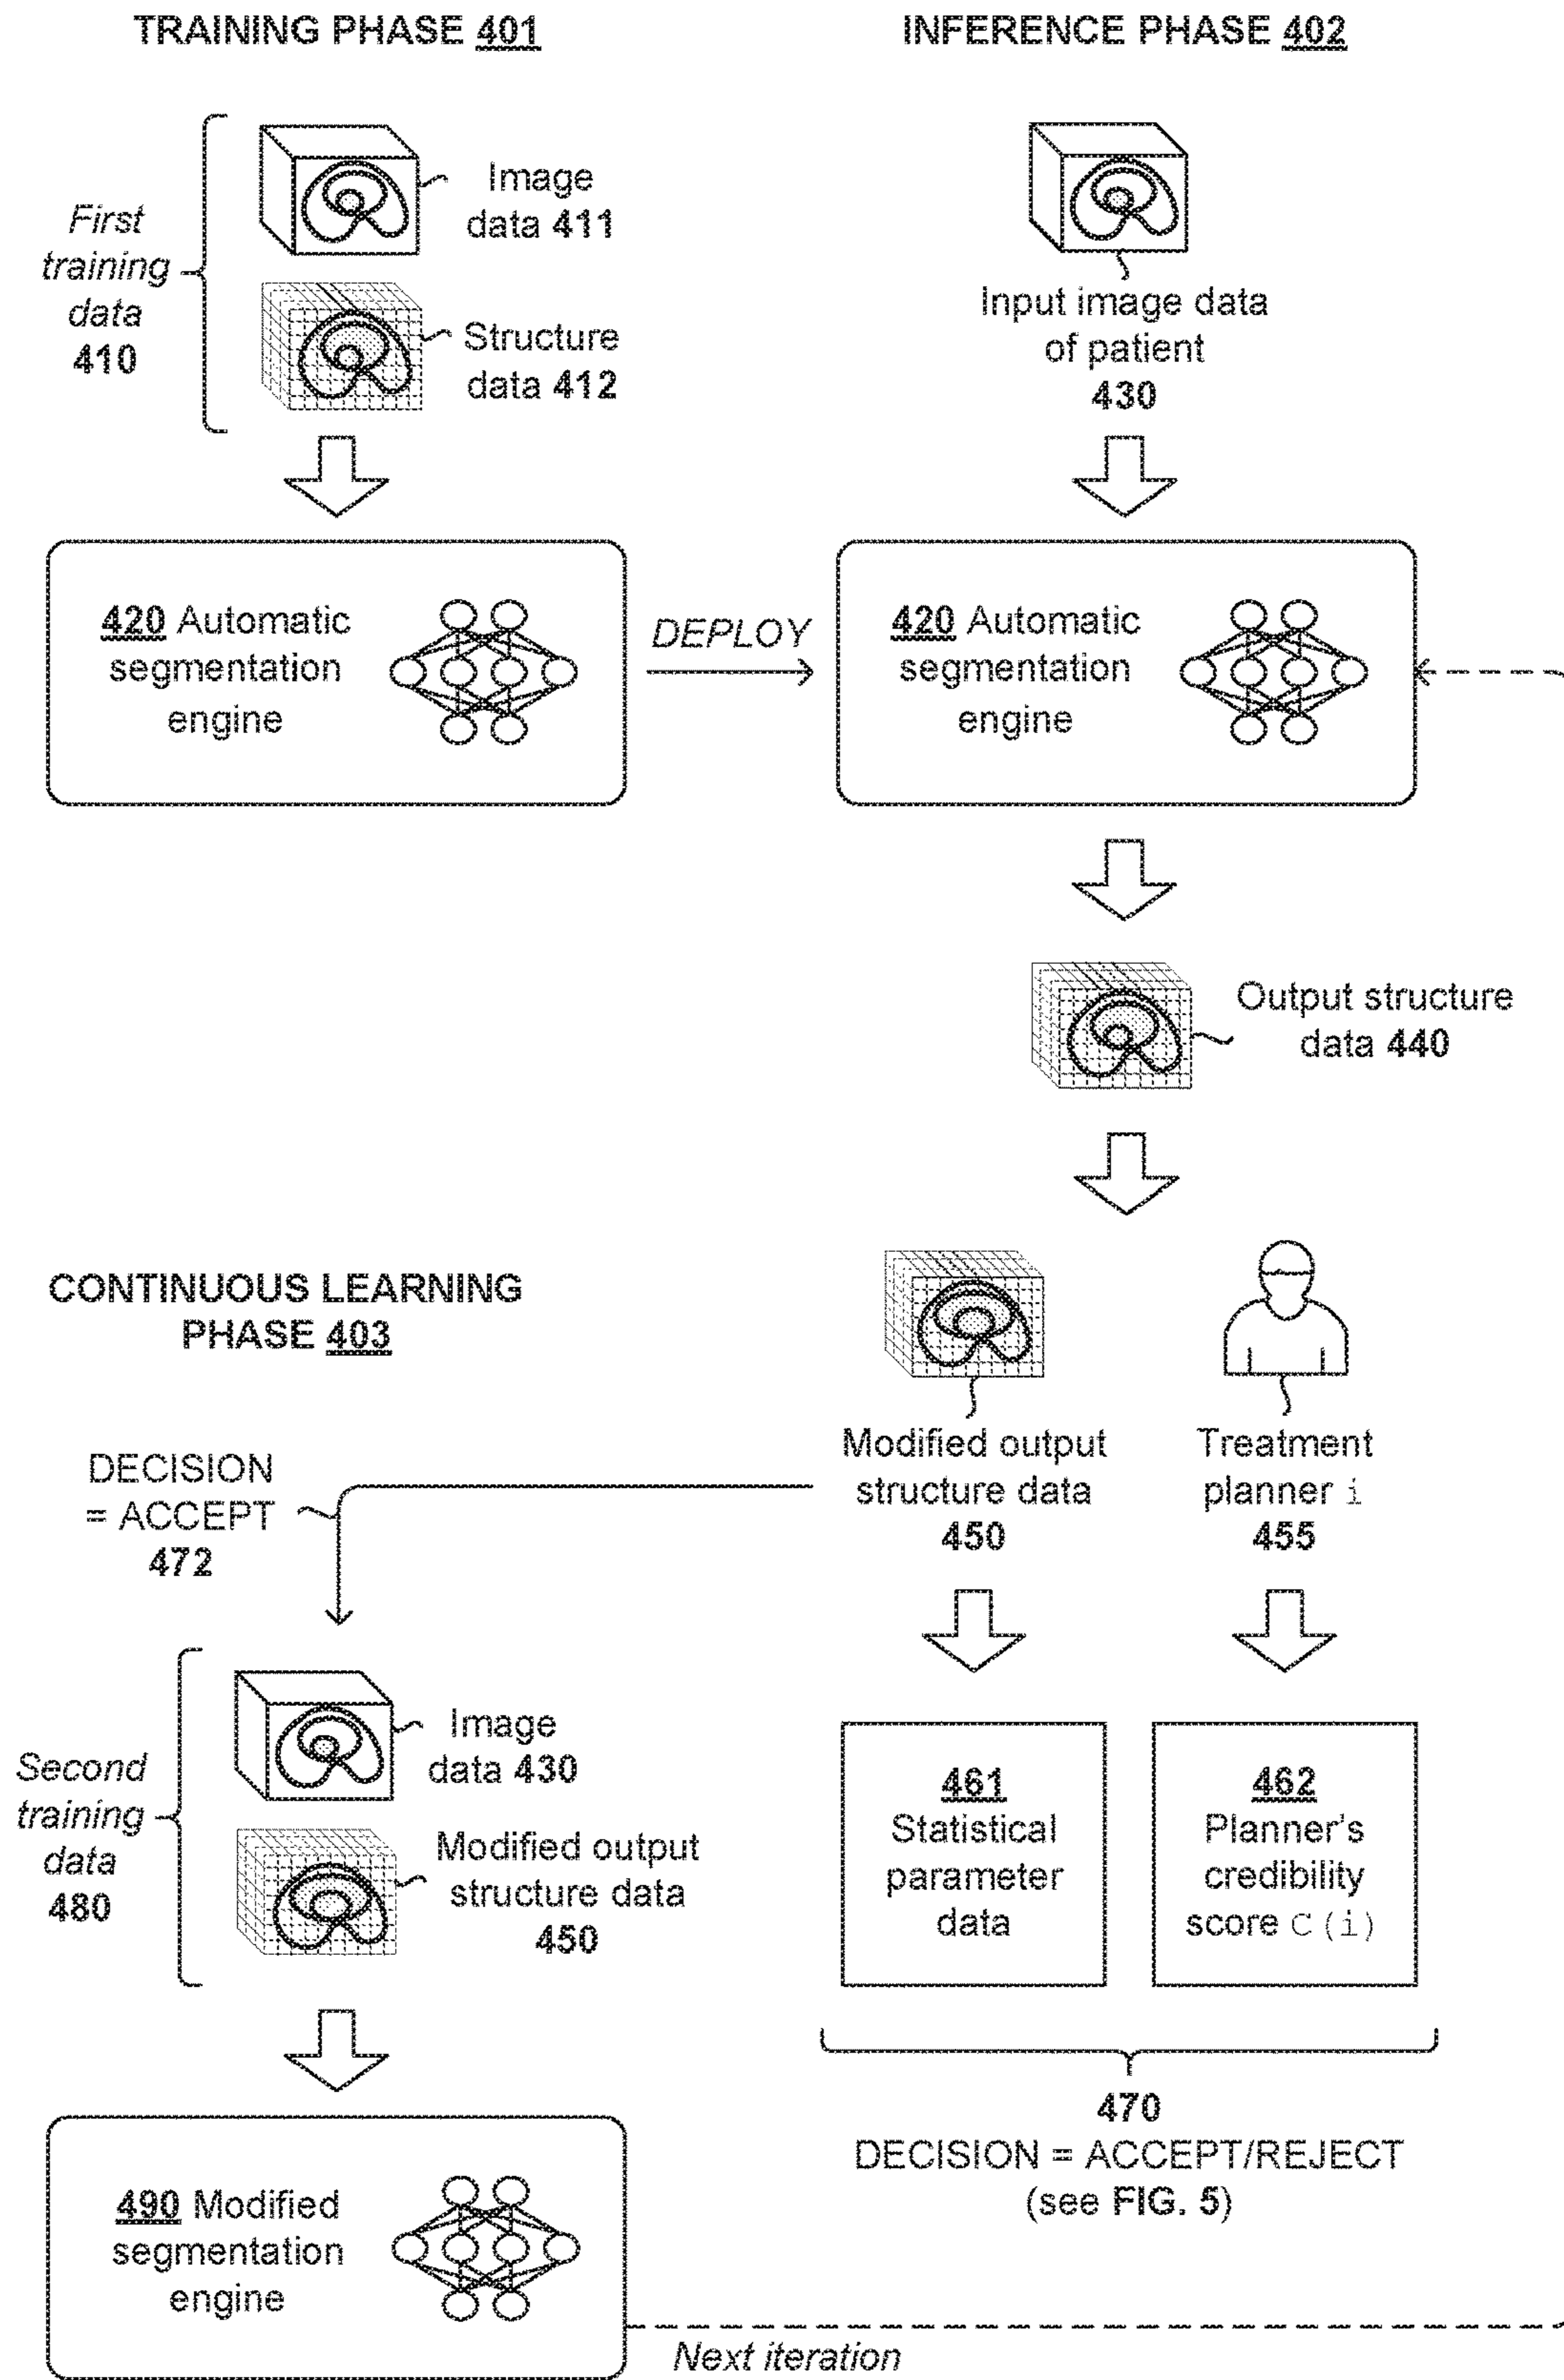 TRAINING PHASE 401
INFERENCE PHASE 402
First
training
data
410
Image
data 411
Structure
data 412
Input image data
of patient
430
420 Automatic
segmentation
engine
DEPLOY
420 Automatic
segmentation
engine
Output structure
data 440
CONTINUOUS LEARNING
PHASE 403
Modified output
structure data
450
Treatment
planner i
455
DECISION
= ACCEPT
472
Second
training
data
480
Image
data 430
Modified output
structure data
450
461
Statistical
parameter
data
462
Planner's
credibility
score C(i)
470
DECISION = ACCEPT/REJECT
(see FIG. 5)
490 Modified
segmentation
engine
Next iteration